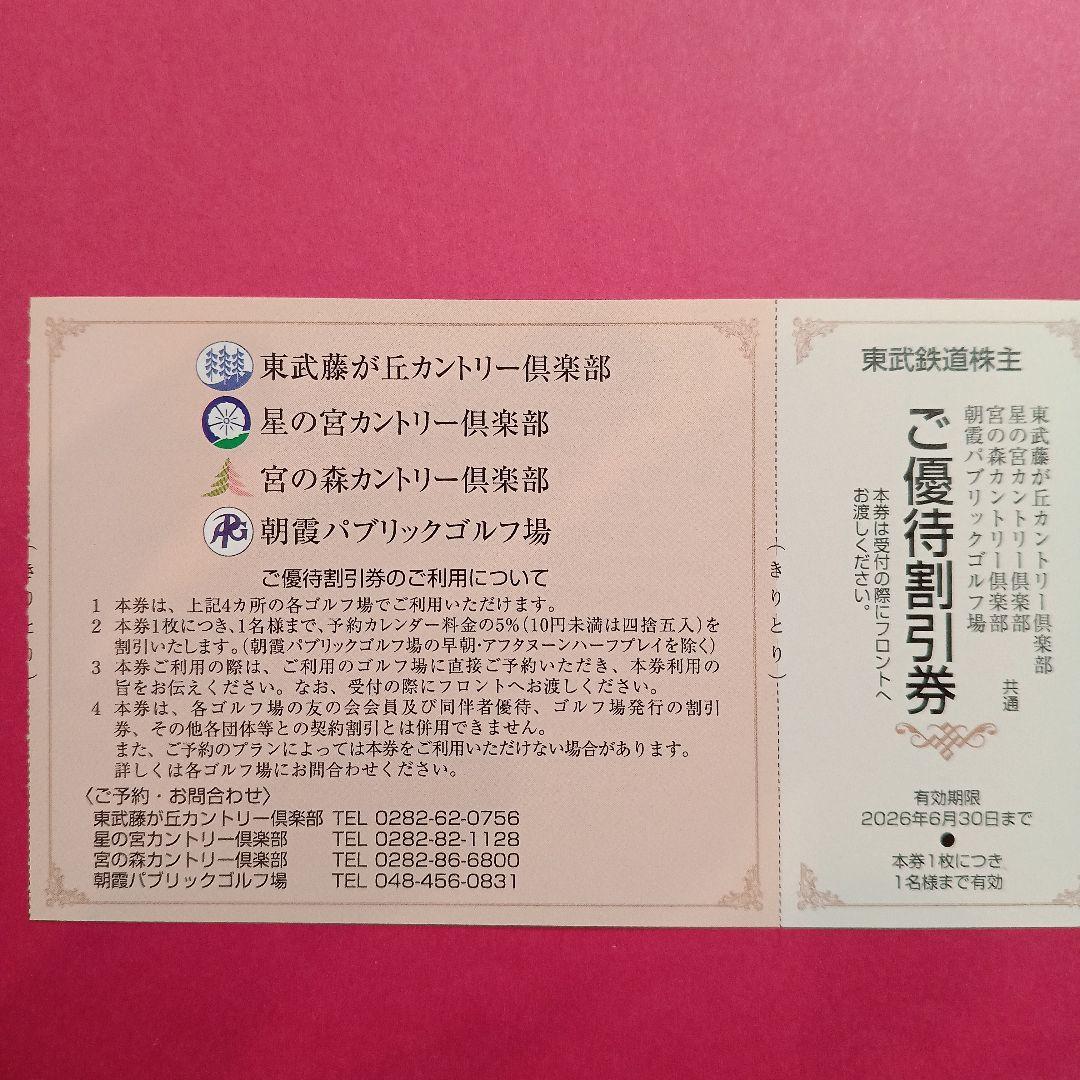 東武藤が丘カントリー倶楽部
星の宮カントリー倶楽部
宮の森カントリー倶楽部
APG
朝霞パブリックゴルフ場
ご優待割引券のご利用について
1 本券は、上記4カ所の各ゴルフ場でご利用いただけます。
2 本券1枚につき、1名様まで、予約カレンダー料金の5%(10円未満は四捨五入)を
割引いたします。(朝霞パブリックゴルフ場の早朝・アフタヌーンハーフプレイを除く)
3 本券ご利用の際は、ご利用のゴルフ場に直接ご予約いただき、本券利用の
旨をお伝えください。なお、受付の際にフロントへお渡しください。
4 本券は、各ゴルフ場の友の会会員及び同伴者優待、ゴルフ場発行の割引
券、その他各団体等との契約割引とは併用できません。
また、ご予約のプランによっては本券をご利用いただけない場合があります。
詳しくは各ゴルフ場にお問合わせください。
〈ご予約・お問合わせ〉
東武藤が丘カントリー倶楽部 TEL 0282-62-0756
星の宮カントリー倶楽部 TEL 0282-82-1128
宮の森カントリー倶楽部 TEL 0282-86-6800
朝霞パブリックゴルフ場 TEL 048-456-0831
(きりとり)
(きりとり)
東武鉄道株主
東武藤が丘カントリー倶楽部
星の宮カントリー倶楽部
宮の森カントリー倶楽部
朝霞パブリックゴルフ場
共通
ご優待割引券
本券は受付の際にフロントへ
お渡しください。
有効期限
2026年6月30日まで
本券1枚につき
1名様まで有効